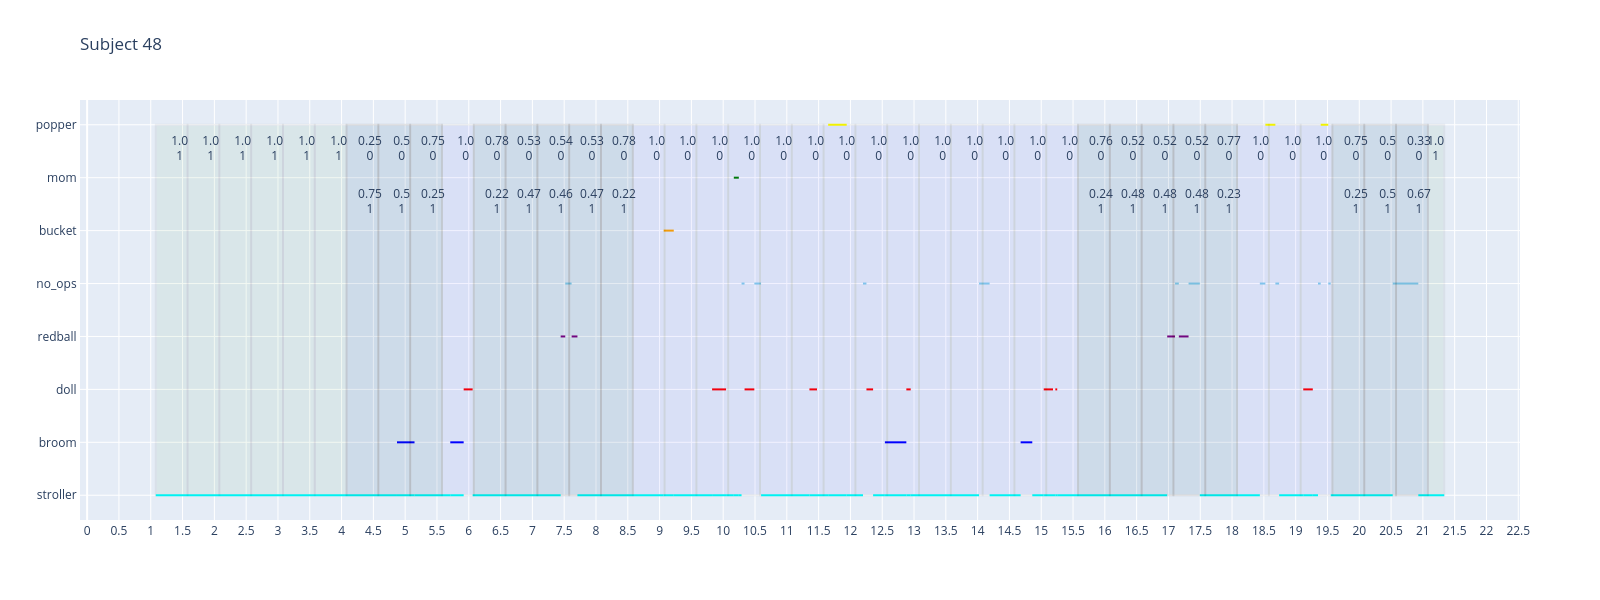 Subject 48
popper
1.0 1.0 1.0 1.0 1.0 1.0 0.25 0.5 0.75 1.0 0.78 0.53 0.54 0.53 0.78 1.0 1.0 1.0 1.0 1.0 1.0 1.0 1.0 1.0 1.0 1.0 1.0 1.0 1.0 0.76 0.52 0.52 0.52 0.77 1.0 1.0 1.0 0.75 0.5 0.33 1.0
1 1 1 1 1 1 0 0 0 0 0 0 0 0 0 0 0 0 0 0 0 0 0 0 0 0 0 0 0 0 0 0 0 0 0 0 0 0 0 0 1
mom
0.75 0.5 0.25 0.22 0.47 0.46 0.47 0.22 0.24 0.48 0.48 0.48 0.23 0.25 0.5 0.67
1 1 1 1 1 1 1 1 1 1 1 1 1 1 1 1
bucket
no_ops
redball
doll
broom
stroller
0 0.5 1 1.5 2 2.5 3 3.5 4 4.5 5 5.5 6 6.5 7 7.5 8 8.5 9 9.5 10 10.5 11 11.5 12 12.5 13 13.5 14 14.5 15 15.5 16 16.5 17 17.5 18 18.5 19 19.5 20 20.5 21 21.5 22 22.5